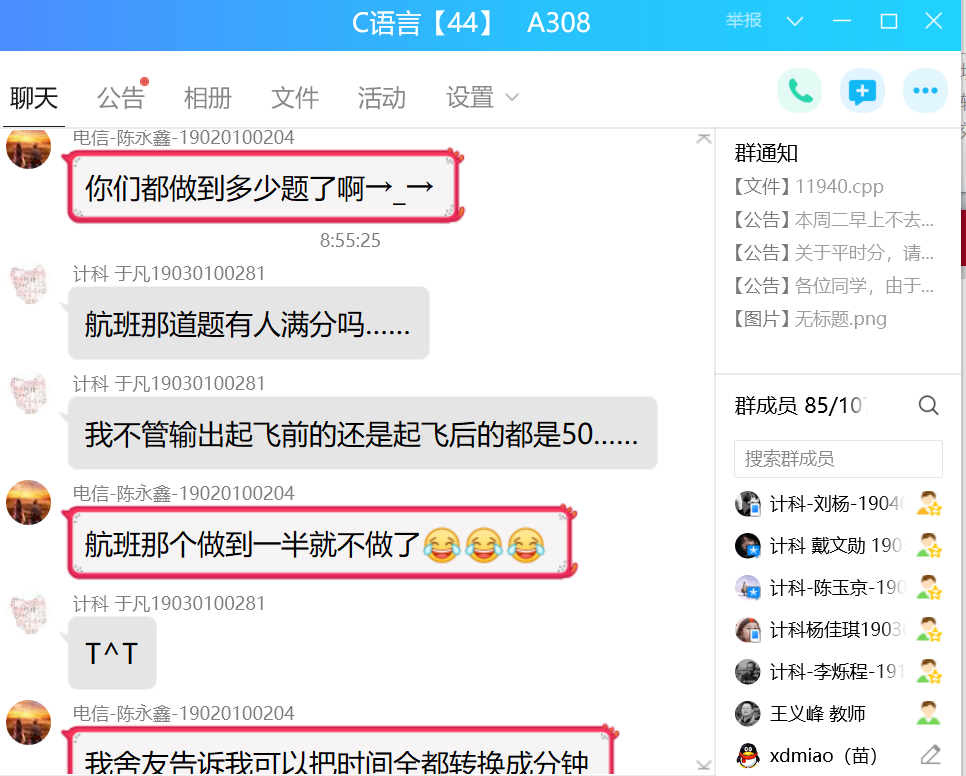 C语言【44】 A308
举报
聊天 公告 相册 文件 活动 设置
电信-陈永鑫-19020100204
你们都做到多少题了啊→_→
8:55:25
计科 于凡19030100281
航班那道题有人满分吗……
计科 于凡19030100281
我不管输出起飞前的还是起飞后的都是50……
电信-陈永鑫-19020100204
航班那个做到一半就不做了😂😂😂
计科 于凡19030100281
T^T
电信-陈永鑫-19020100204
我舍友告诉我可以把时间全都转换成分钟
群通知
【文件】11940.cpp
【公告】本周二早上不去...
【公告】关于平时分，请...
【公告】各位同学，由于...
【图片】无标题.png
群成员 85/10
搜索群成员
计科-刘杨-1904
计科 戴文勋 190
计科-陈玉京-190
计科杨佳琪1903
计科-李烁程-191
王义峰 教师
xdmiao（苗）